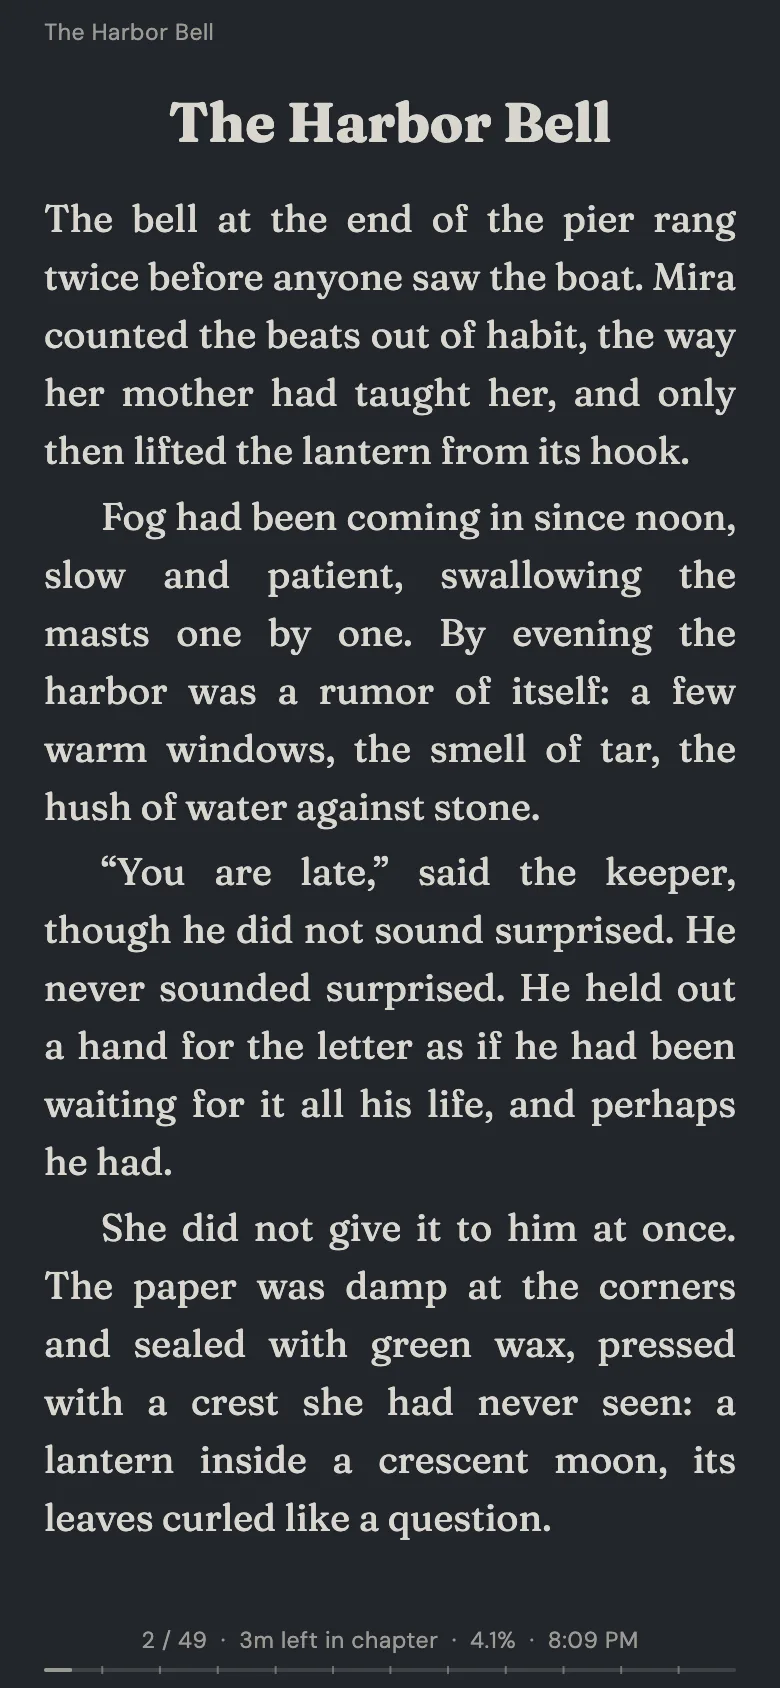 The Harbor Bell
The Harbor Bell
The bell at the end of the pier rang
twice before anyone saw the boat. Mira
counted the beats out of habit, the way
her mother had taught her, and only
then lifted the lantern from its hook.
Fog had been coming in since noon,
slow and patient, swallowing the
masts one by one. By evening the
harbor was a rumor of itself: a few
warm windows, the smell of tar, the
hush of water against stone.
“You are late,” said the keeper,
though he did not sound surprised. He
never sounded surprised. He held out
a hand for the letter as if he had been
waiting for it all his life, and perhaps
he had.
She did not give it to him at once.
The paper was damp at the corners
and sealed with green wax, pressed
with a crest she had never seen: a
lantern inside a crescent moon, its
leaves curled like a question.
2 / 49 · 3m left in chapter · 4.1% · 8:09 PM